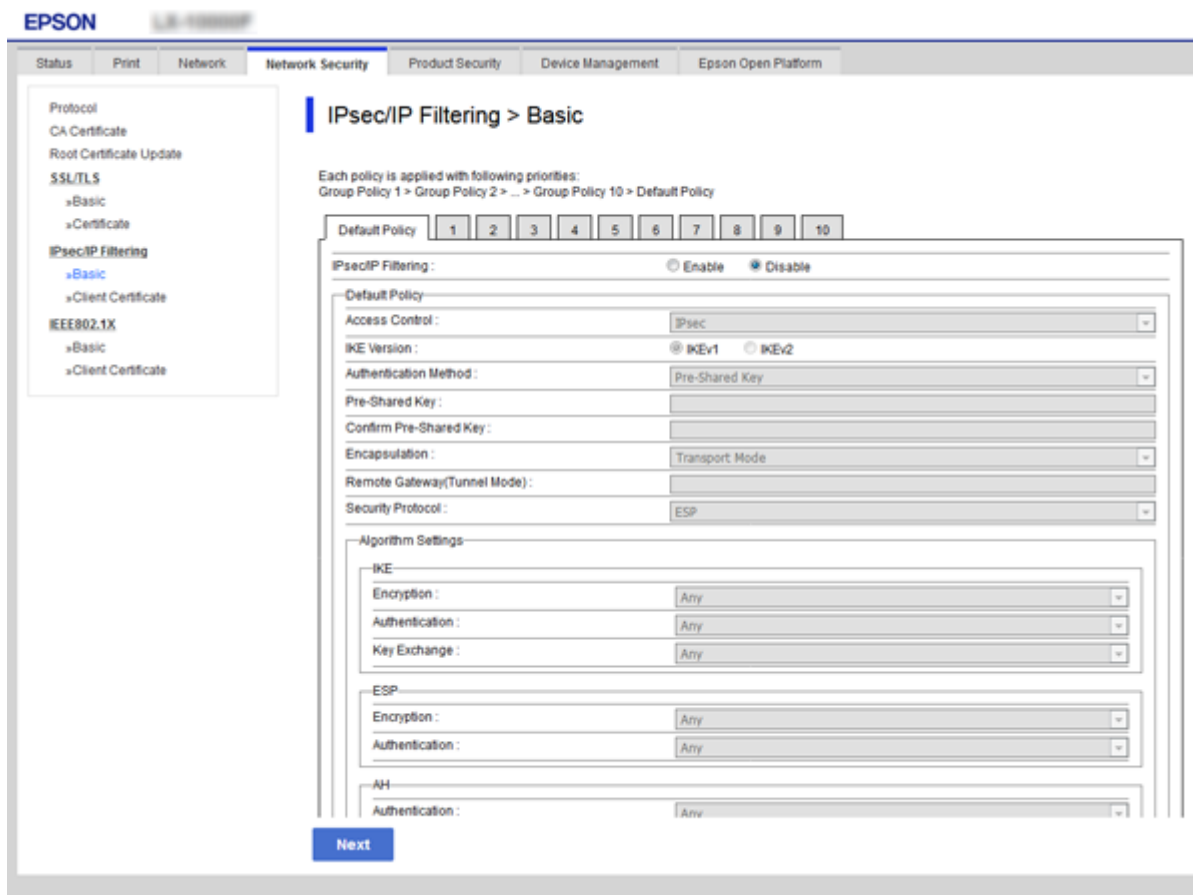 EPSON
Status Print Network Network Security Product Security Device Management Epson Open Platform
Protocol
CA Certificate
Root Certificate Update
SSL/TLS
»Basic
»Certificate
IPsec/IP Filtering
»Basic
»Client Certificate
IEEE802.1X
»Basic
»Client Certificate
IPsec/IP Filtering > Basic
Each policy is applied with following priorities:
Group Policy 1 > Group Policy 2 > ... > Group Policy 10 > Default Policy
Default Policy 1 2 3 4 5 6 7 8 9 10
IPsec/IP Filtering : Enable Disable
Default Policy
Access Control : IPsec
IKE Version : IKEv1 IKEv2
Authentication Method : Pre-Shared Key
Pre-Shared Key :
Confirm Pre-Shared Key :
Encapsulation : Transport Mode
Remote Gateway(Tunnel Mode) :
Security Protocol : ESP
Algorithm Settings
IKE
Encryption : Any
Authentication : Any
Key Exchange : Any
ESP
Encryption : Any
Authentication : Any
AH
Authentication : Any
Next